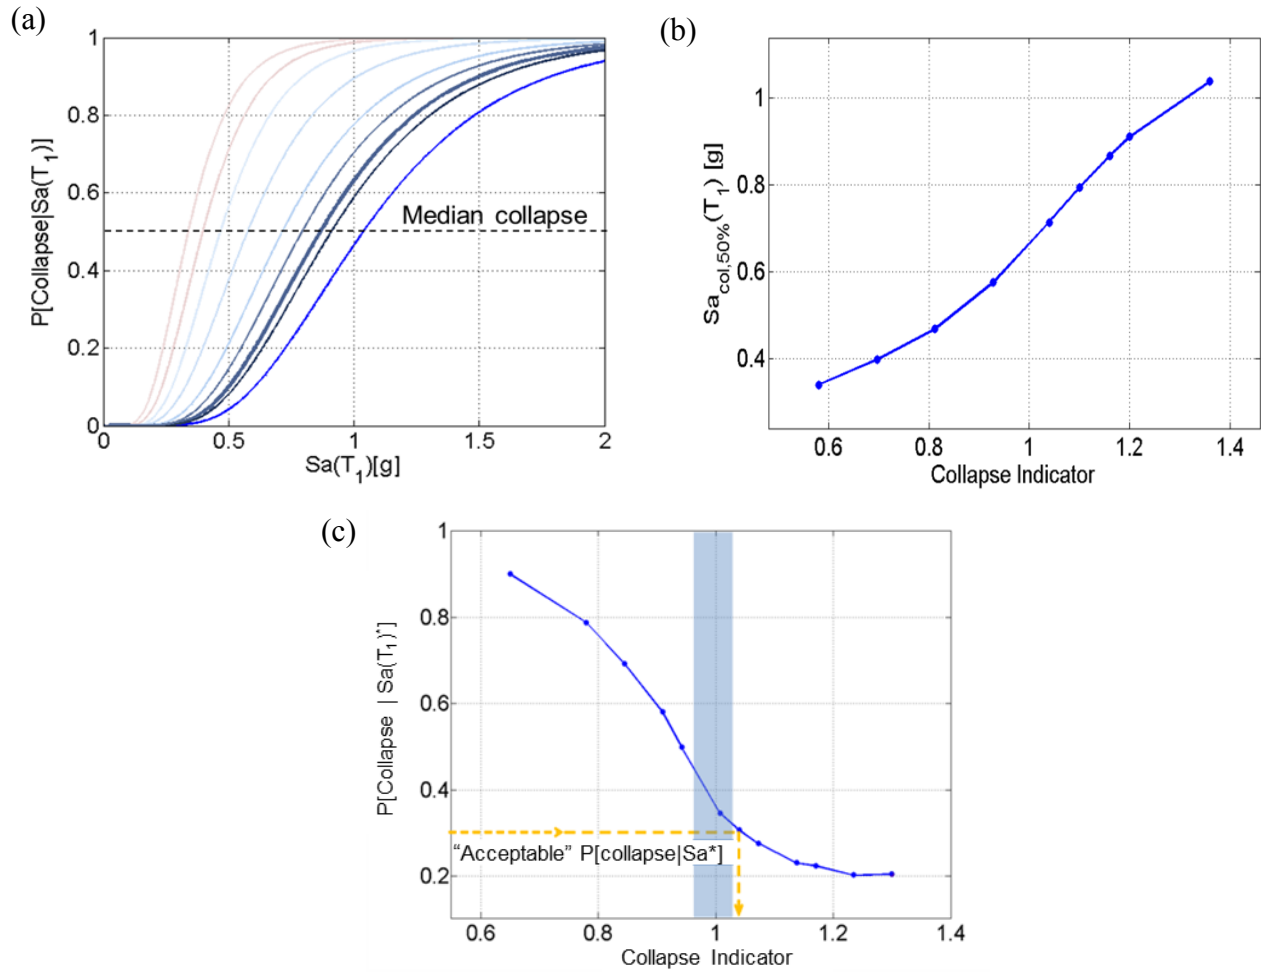 (a)
1
0.8
0.6
0.4
0.2
0
P[Collapse|Sa(T1)]
Median collapse
0 0.5 1 1.5 2
Sa(T1)[g]
(b)
1
0.8
0.6
0.4
Sacol,50%(T1) [g]
0.6 0.8 1 1.2 1.4
Collapse Indicator
(c)
1
0.8
0.6
0.4
0.2
P[Collapse | Sa(T1)*]
"Acceptable" P[collapse|Sa*]
0.6 0.8 1 1.2 1.4
Collapse Indicator